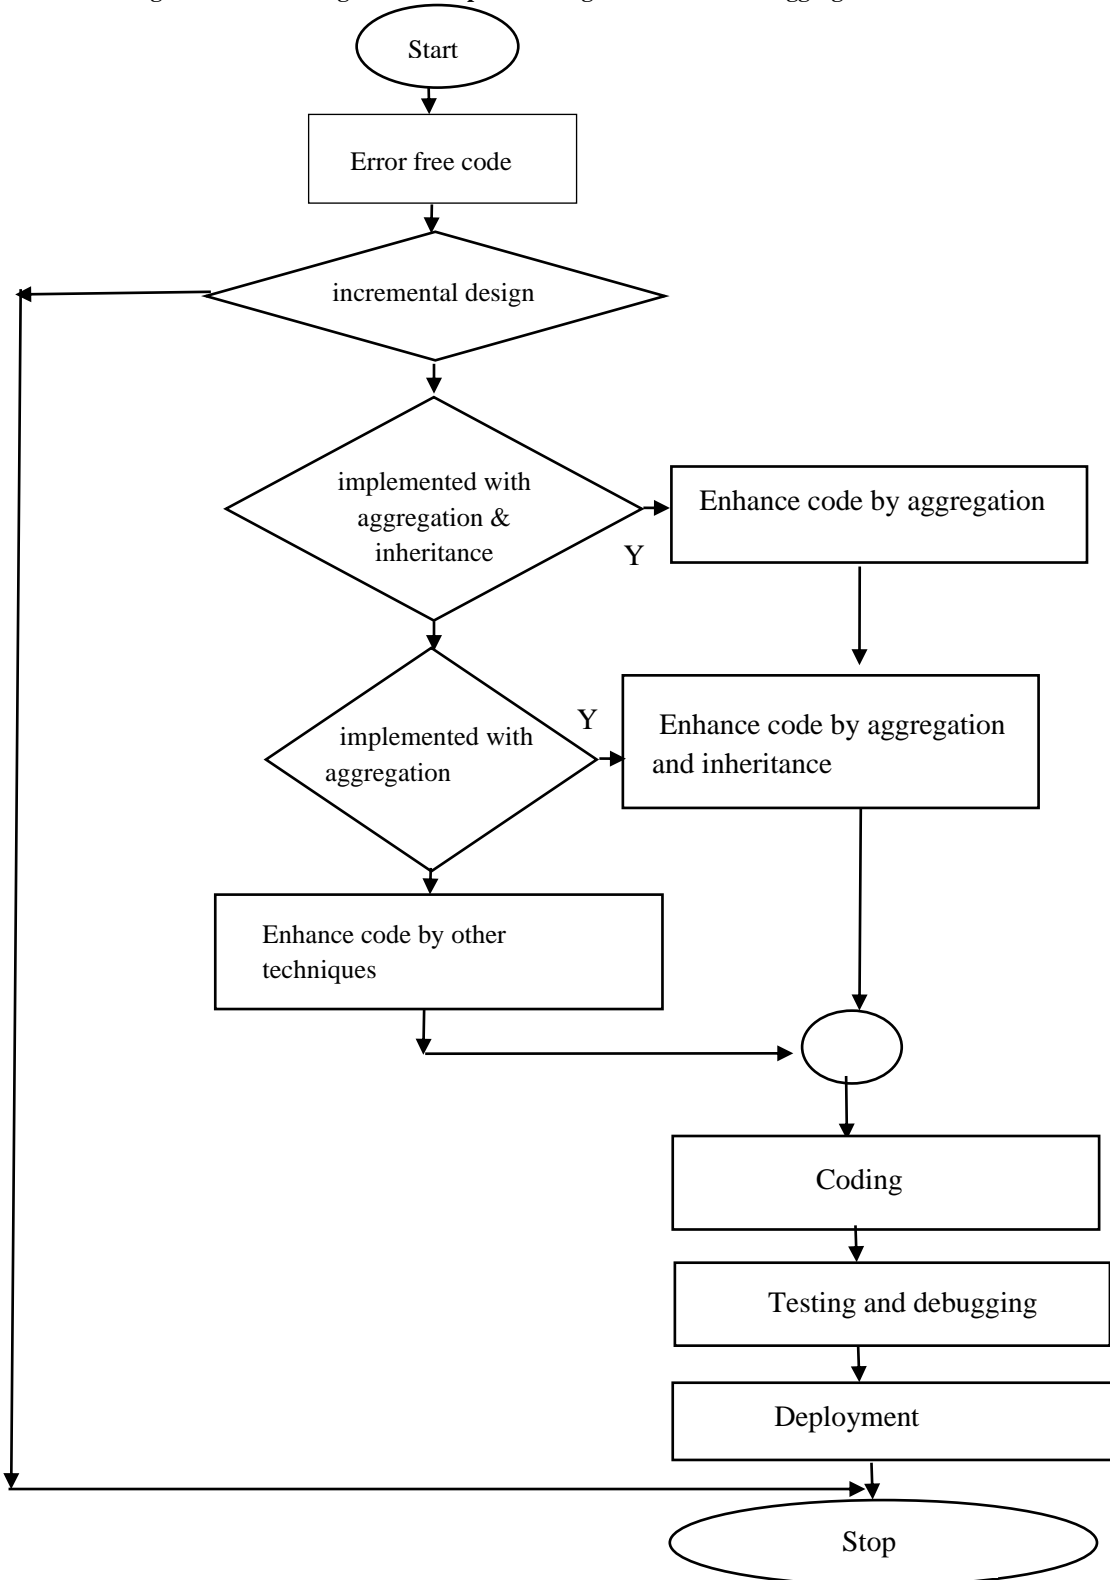 Start
Error free code
incremental design
implemented with
aggregation &
inheritance
Enhance code by aggregation
Y
implemented with
aggregation
Y
Enhance code by aggregation
and inheritance
Enhance code by other
techniques
Coding
Testing and debugging
Deployment
Stop